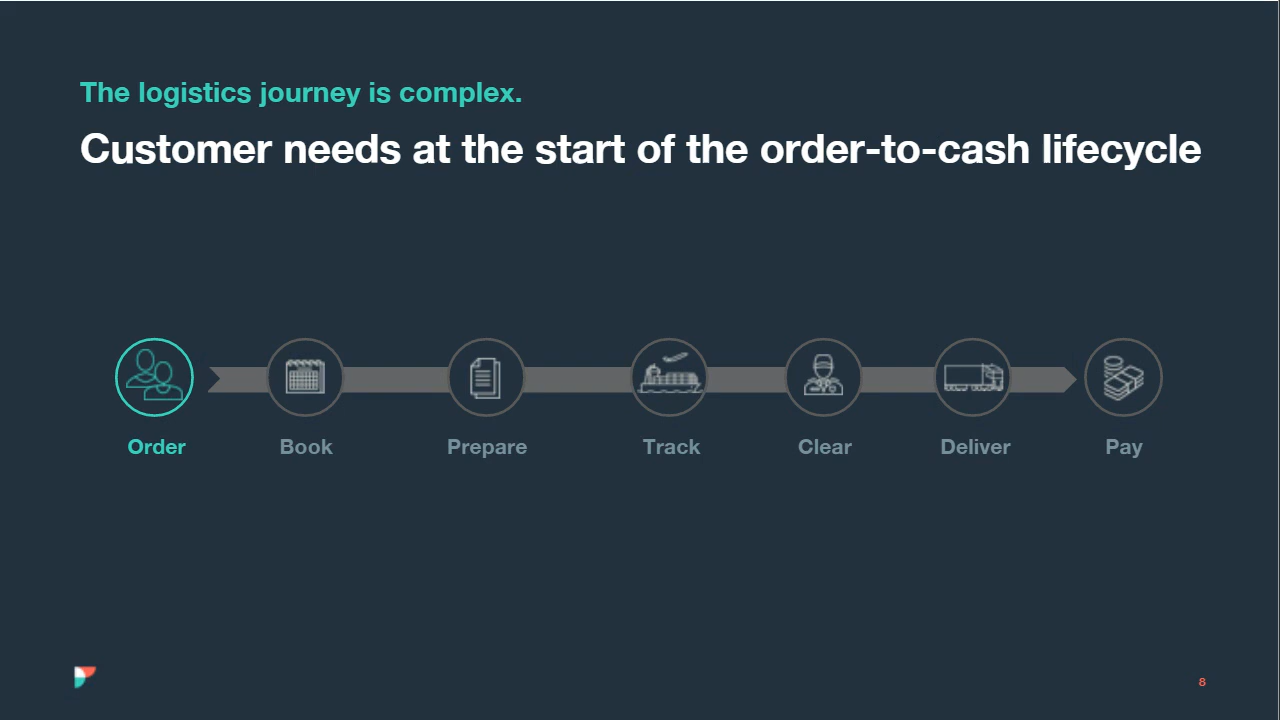 The logistics journey is complex.
Customer needs at the start of the order-to-cash lifecycle
Order
Book
Prepare
Track
Clear
Deliver
Pay
8